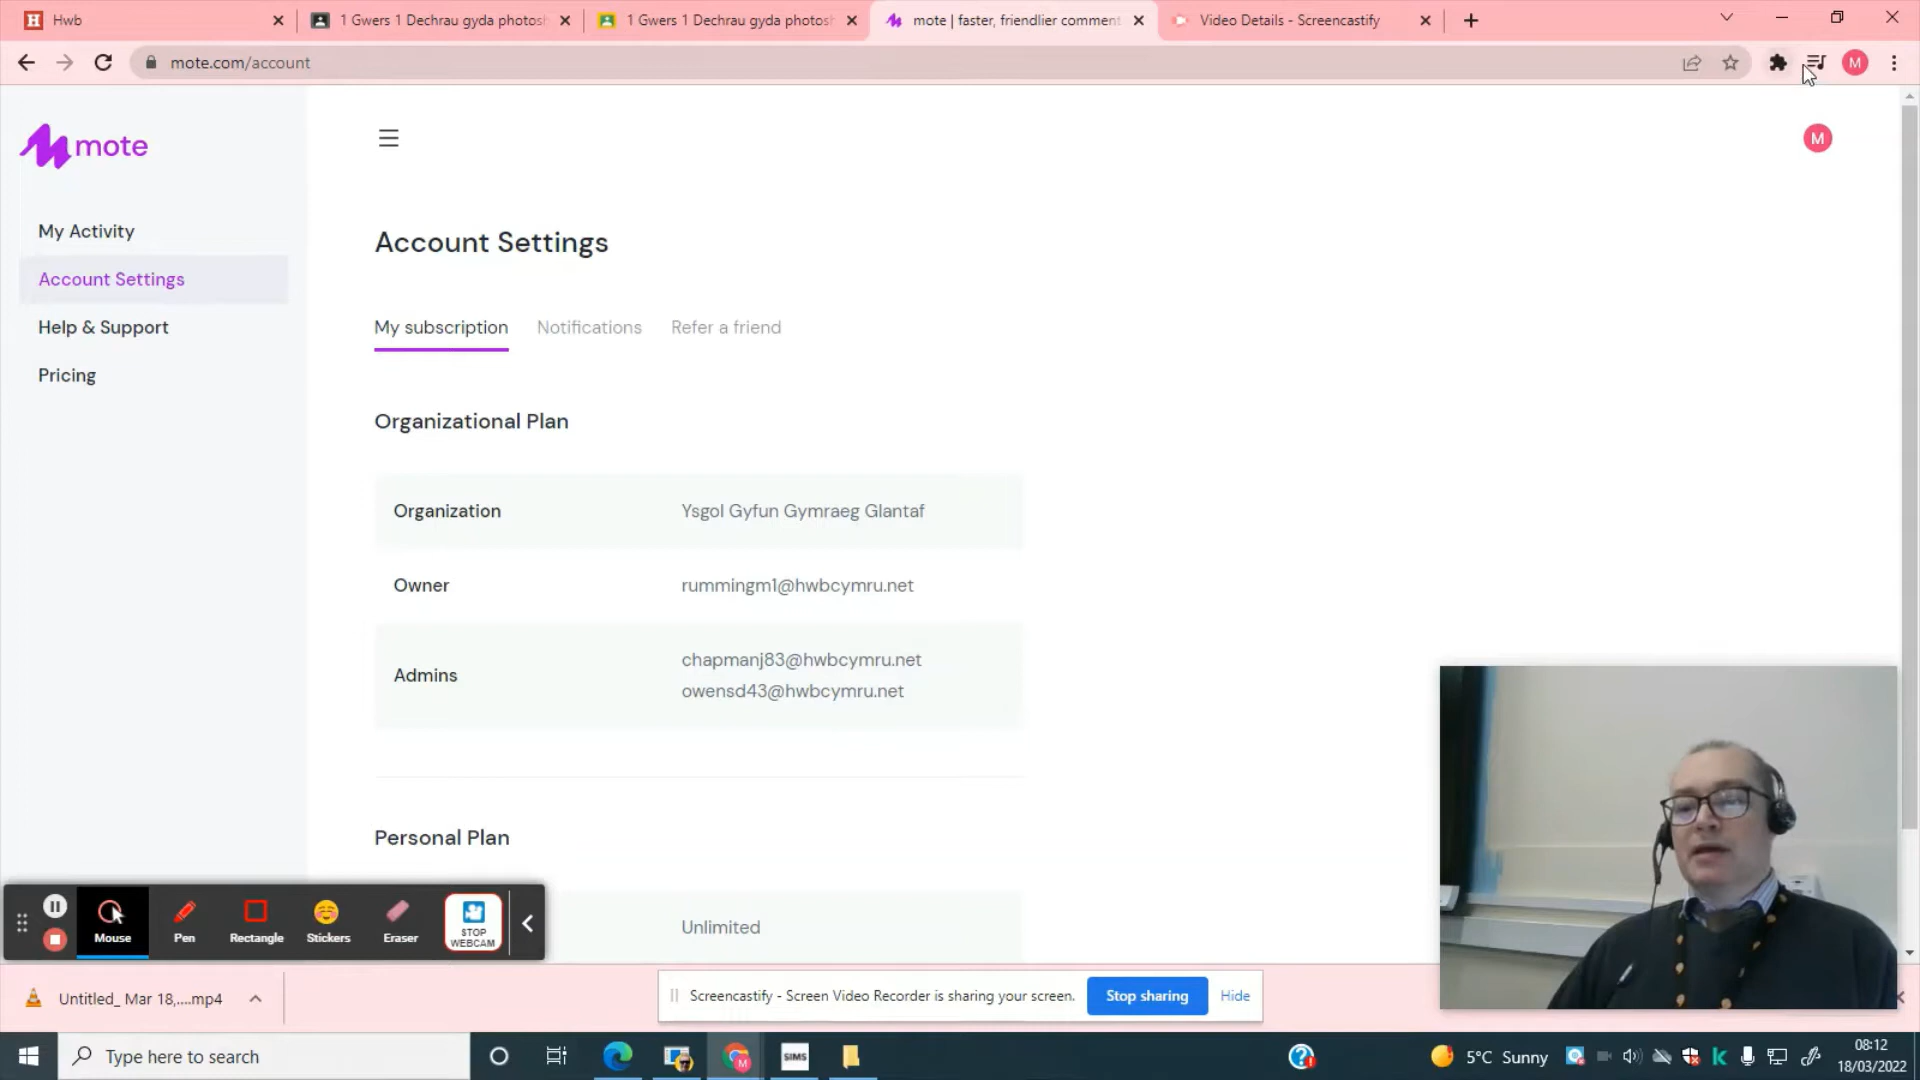 Hwb
1 Gwers 1 Dechrau gyda photosh
1 Gwers 1 Dechrau gyda photosh
mote | faster, friendlier comment
Video Details - Screencastify
mote.com/account
M
mote
M
My Activity
Account Settings
Help & Support
Pricing
Account Settings
My subscription
Notifications
Refer a friend
Organizational Plan
Organization
Ysgol Gyfun Gymraeg Glantaf
Owner
rummingm1@hwbcymru.net
Admins
chapmanj83@hwbcymru.net
owensd43@hwbcymru.net
Personal Plan
Unlimited
Mouse
Pen
Rectangle
Stickers
Eraser
STOP
WEBCAM
Untitled_ Mar 18,....mp4
Screencastify - Screen Video Recorder is sharing your screen.
Stop sharing
Hide
Type here to search
SIMS
5°C Sunny
08:12
18/03/2022